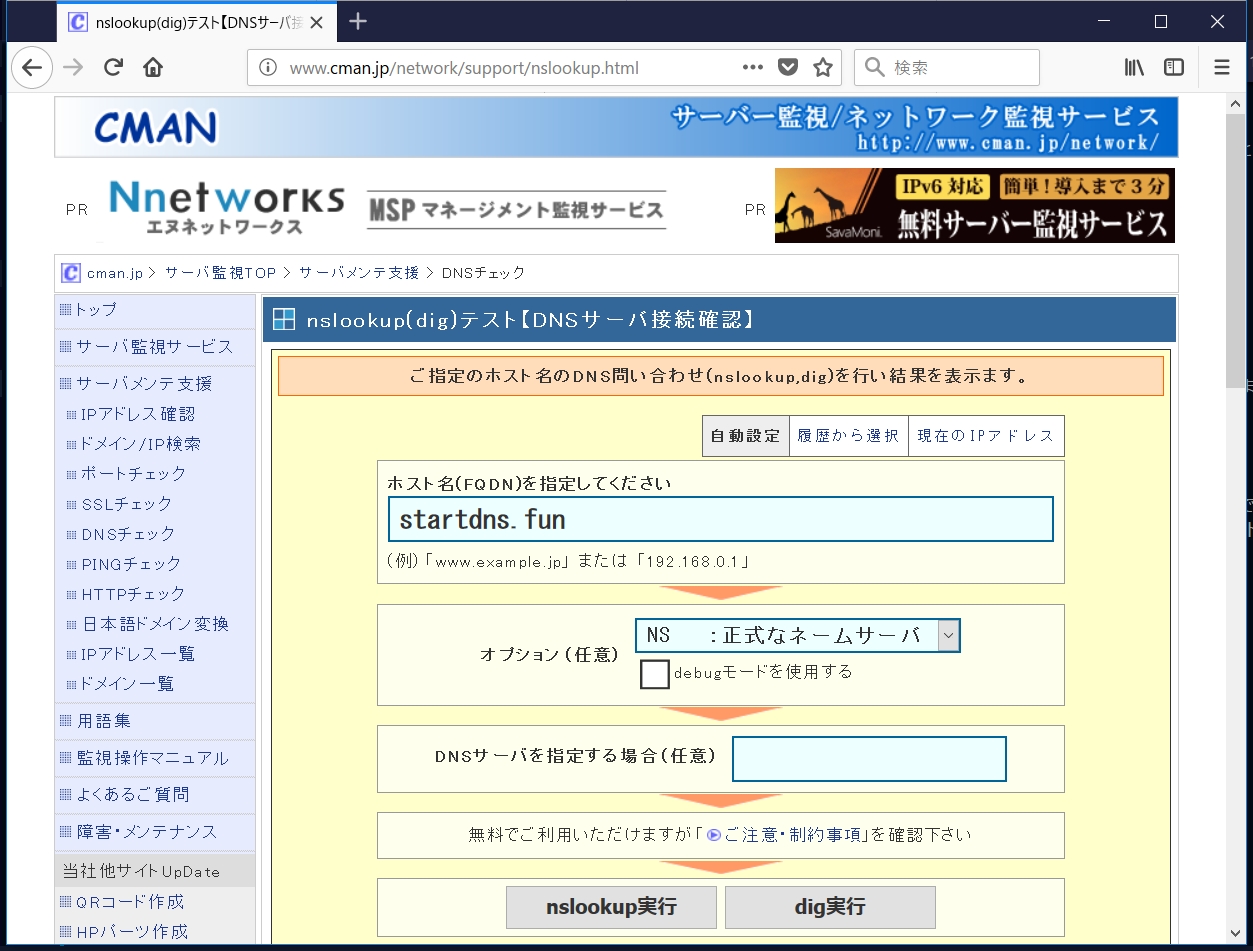 nslookup(dig)テスト【DNSサーバ接
www.cman.jp/network/support/nslookup.html
検索
CMAN
サーバー監視/ネットワーク監視サービス
http://www.cman.jp/network/
PR
Nnetworks
エヌネットワークス
MSP マネージメント監視サービス
PR
SavaMoni.
IPv6 対応
簡単!導入まで3分
無料サーバー監視サービス
cman.jp > サーバ監視TOP > サーバメンテ支援 > DNSチェック
トップ
サーバ監視サービス
サーバメンテ支援
IPアドレス確認
ドメイン/IP検索
ポートチェック
SSLチェック
DNSチェック
PINGチェック
HTTPチェック
日本語ドメイン変換
IPアドレス一覧
ドメイン一覧
用語集
監視操作マニュアル
よくあるご質問
障害・メンテナンス
当社他サイトUpDate
QRコード作成
HPパーツ作成
nslookup(dig)テスト【DNSサーバ接続確認】
ご指定のホスト名のDNS問い合わせ(nslookup,dig)を行い結果を表示ます。
自動設定 履歴から選択 現在のIPアドレス
ホスト名(FQDN)を指定してください
startdns.fun
(例)「www.example.jp」または「192.168.0.1」
オプション(任意)
NS :正式なネームサーバ
debugモードを使用する
DNSサーバを指定する場合(任意)
無料でご利用いただけますが「ご注意・制約事項」を確認下さい
nslookup実行 dig実行